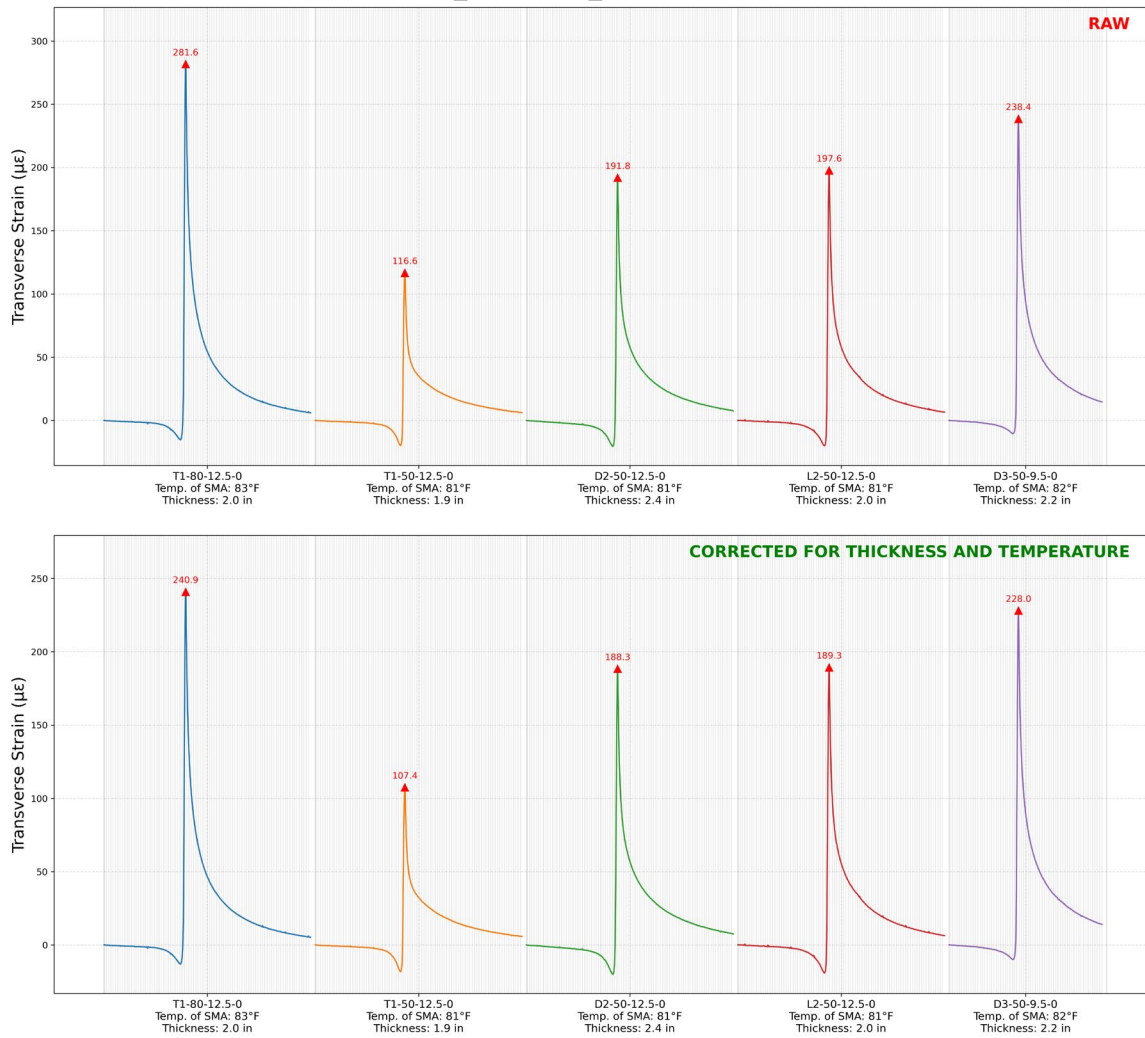 RAW
Transverse Strain (με)
300
250
200
150
100
50
0
281.6
116.6
191.8
197.6
238.4
T1-80-12.5-0 T1-50-12.5-0 D2-50-12.5-0 L2-50-12.5-0 D3-50-9.5-0
Temp. of SMA: 83°F Temp. of SMA: 81°F Temp. of SMA: 81°F Temp. of SMA: 81°F Temp. of SMA: 82°F
Thickness: 2.0 in Thickness: 1.9 in Thickness: 2.4 in Thickness: 2.0 in Thickness: 2.2 in
CORRECTED FOR THICKNESS AND TEMPERATURE
Transverse Strain (με)
250
200
150
100
50
0
240.9
107.4
188.3
189.3
228.0
T1-80-12.5-0 T1-50-12.5-0 D2-50-12.5-0 L2-50-12.5-0 D3-50-9.5-0
Temp. of SMA: 83°F Temp. of SMA: 81°F Temp. of SMA: 81°F Temp. of SMA: 81°F Temp. of SMA: 82°F
Thickness: 2.0 in Thickness: 1.9 in Thickness: 2.4 in Thickness: 2.0 in Thickness: 2.2 in